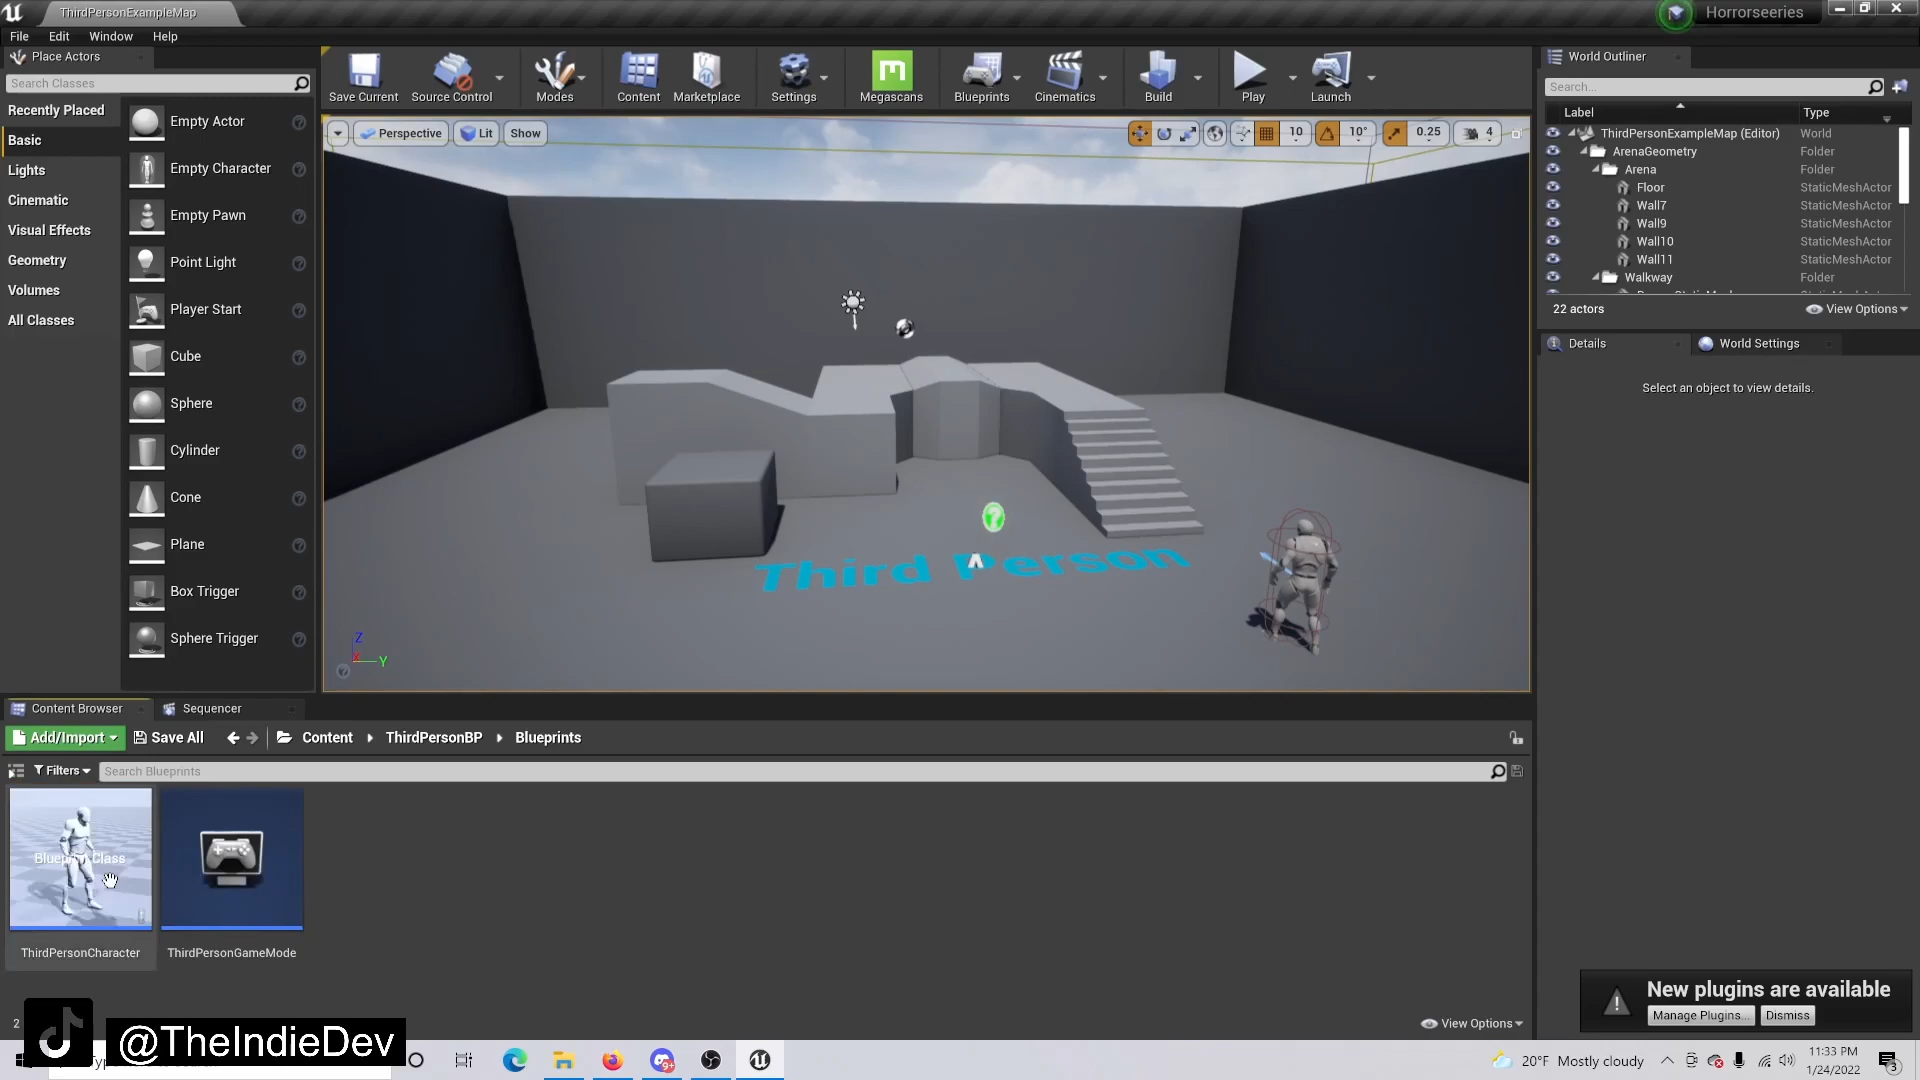 ThirdPersonExampleMap
Horrorseeries
File Edit Window Help
Place Actors
Search Classes
Recently Placed
Basic
Lights
Cinematic
Visual Effects
Geometry
Volumes
All Classes
Empty Actor
Empty Character
Empty Pawn
Point Light
Player Start
Cube
Sphere
Cylinder
Cone
Plane
Box Trigger
Sphere Trigger
Save Current Source Control Modes Content Marketplace Settings Megascans Blueprints Cinematics Build Play Launch
Perspective Lit Show
10 10° 0.25 4
Third Person
Z
X
Y
World Outliner
Search...
Label Type
ThirdPersonExampleMap (Editor) World
ArenaGeometry Folder
Arena Folder
Floor StaticMeshActor
Wall7 StaticMeshActor
Wall9 StaticMeshActor
Wall10 StaticMeshActor
Wall11 StaticMeshActor
Walkway Folder
22 actors View Options
Details World Settings
Select an object to view details.
Content Browser Sequencer
Add/Import Save All Content ThirdPersonBP Blueprints
Filters Search Blueprints
Blueprint Class
ThirdPersonCharacter ThirdPersonGameMode
2
View Options
New plugins are available
Manage Plugins... Dismiss
@TheIndieDev
9+
20°F Mostly cloudy
11:33 PM
1/24/2022
3